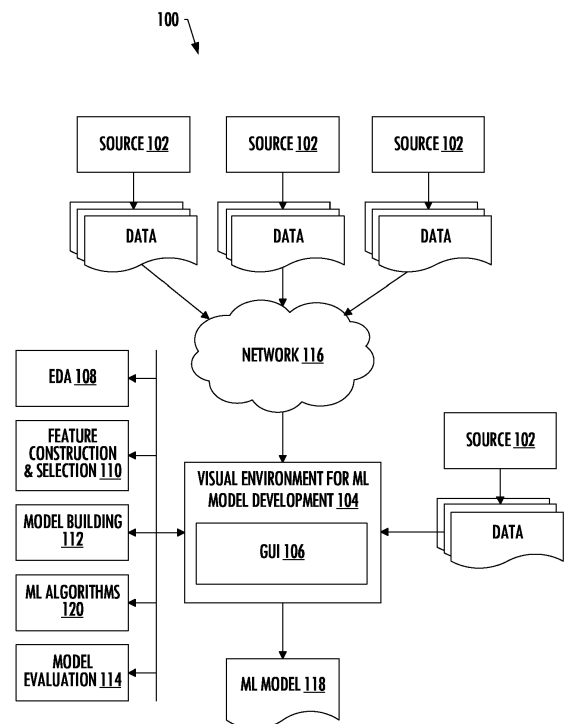 100
SOURCE 102
SOURCE 102
SOURCE 102
DATA
DATA
DATA
NETWORK 116
EDA 108
FEATURE
CONSTRUCTION
& SELECTION 110
MODEL BUILDING
112
ML ALGORITHMS
120
MODEL
EVALUATION 114
VISUAL ENVIRONMENT FOR ML
MODEL DEVELOPMENT 104
GUI 106
SOURCE 102
DATA
ML MODEL 118